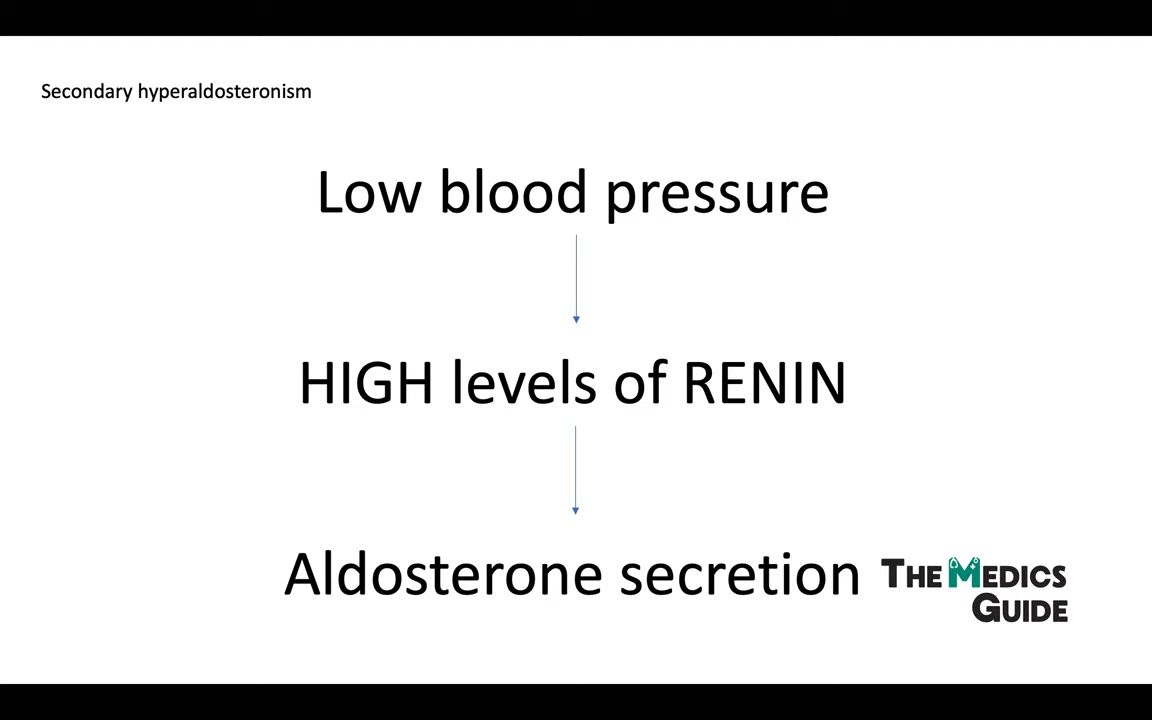 Secondary hyperaldosteronism
Low blood pressure
HIGH levels of RENIN
Aldosterone secretion
THE MEDICS
GUIDE